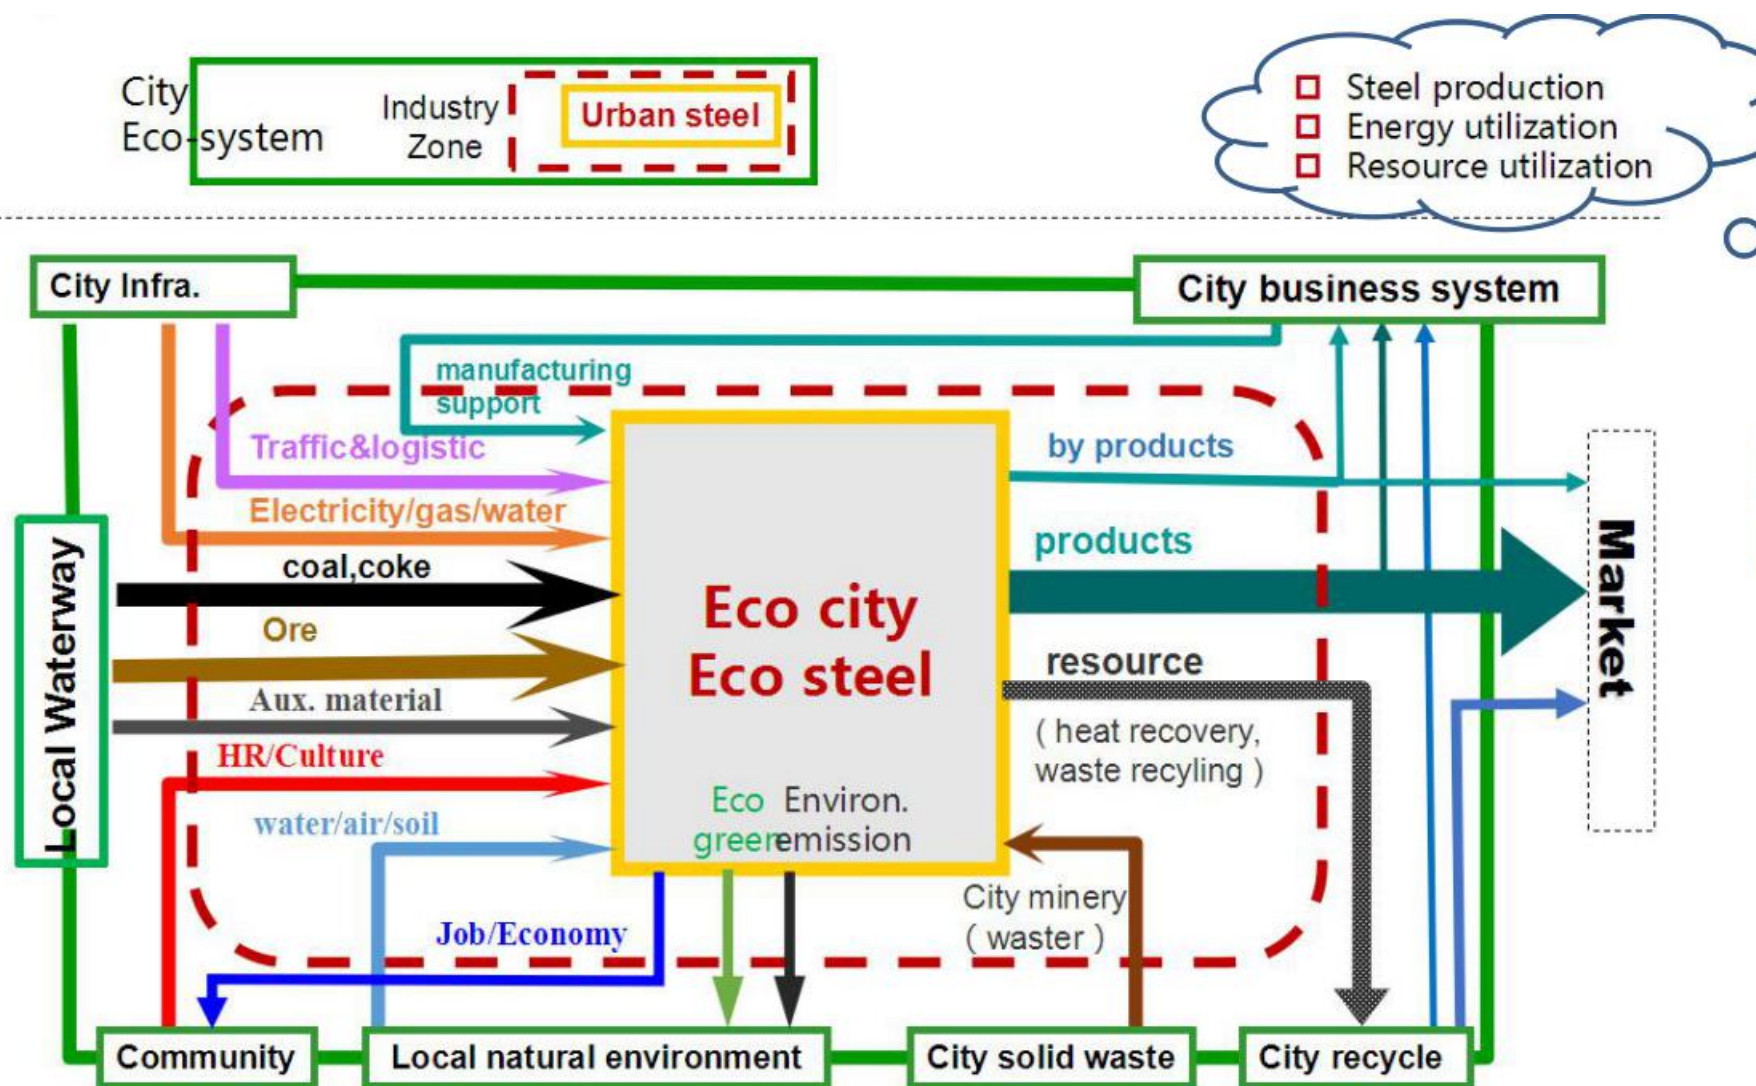 City
Eco-system
Industry
Zone
Urban steel
Steel production
Energy utilization
Resource utilization
City Infra.
City business system
manufacturing
support
Traffic&logistic
Electricity/gas/water
coal,coke
Ore
Aux. material
HR/Culture
water/air/soil
Local Waterway
Eco city
Eco steel
Eco
green
Environ.
emission
by products
products
resource
( heat recovery,
waste recyling )
City minery
( waster )
Market
Job/Economy
Community
Local natural environment
City solid waste
City recycle